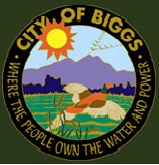 CITY OF BIGGS
• WHERE THE PEOPLE OWN THE WATER AND POWER •